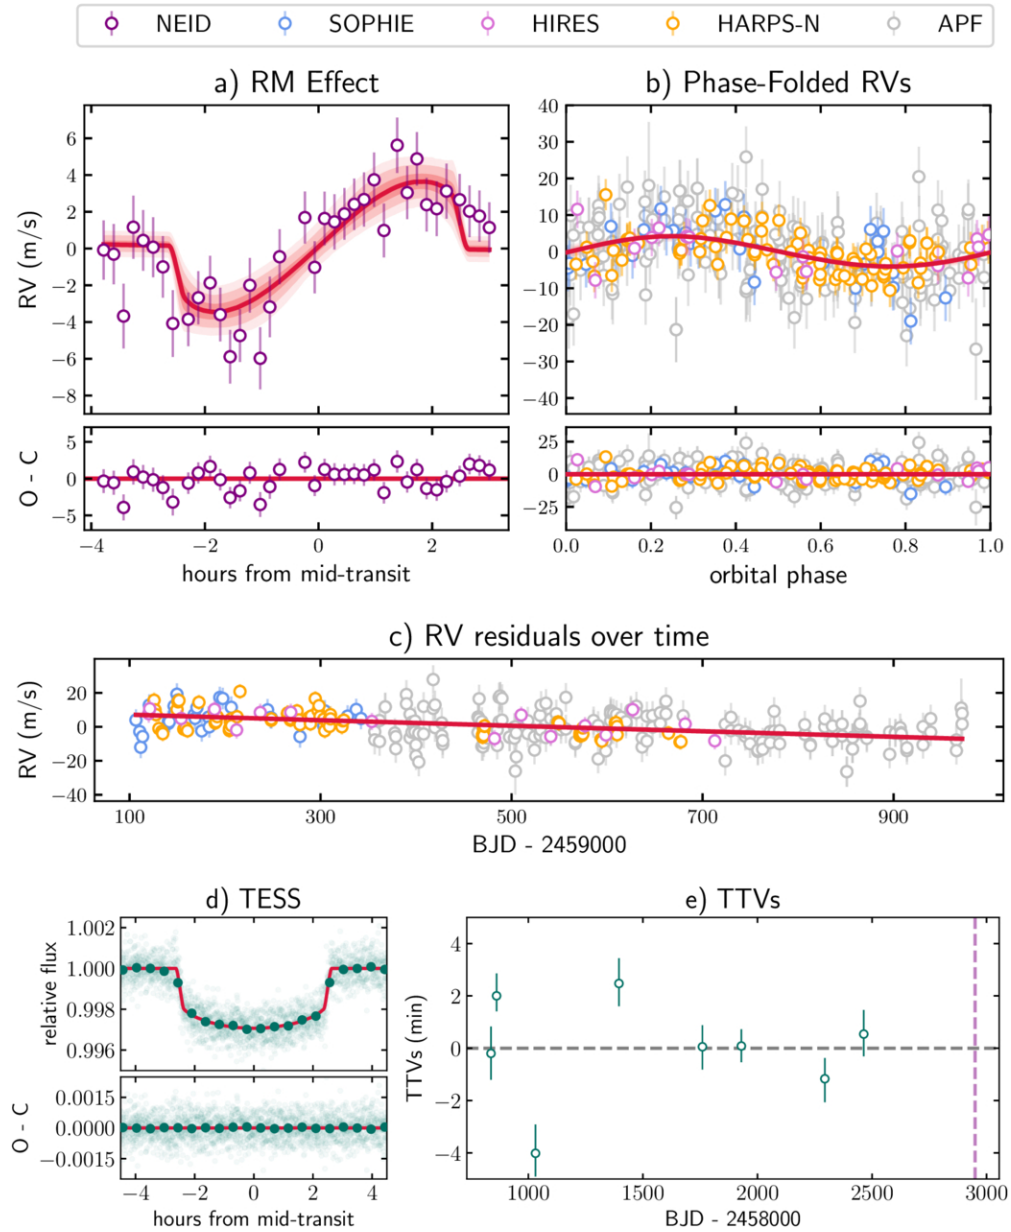 NEID SOPHIE HIRES HARPS-N APF
a) RM Effect
RV (m/s)
6
4
2
0
−2
−4
−6
−8
O - C
5
0
−5
−4 −2 0 2
hours from mid-transit
b) Phase-Folded RVs
40
30
20
10
0
−10
−20
−30
−40
25
0
−25
0.0 0.2 0.4 0.6 0.8 1.0
orbital phase
c) RV residuals over time
RV (m/s)
20
0
−20
−40
100 300 500 700 900
BJD - 2459000
d) TESS
relative flux
1.002
1.000
0.998
0.996
O - C
0.0015
0.0000
−0.0015
−4 −2 0 2 4
hours from mid-transit
e) TTVs
TTVs (min)
4
2
0
−2
−4
1000 1500 2000 2500 3000
BJD - 2458000